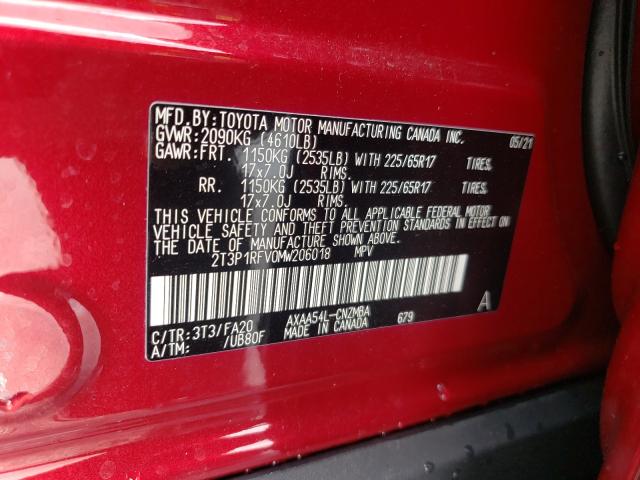 MFD.BY:TOYOTA MOTOR MANUFACTURING CANADA INC. 05/21
GVWR:2090KG (4610LB)
GAWR:FRT. 1150KG (2535LB) WITH 225/65R17 TIRES,
17x7.0J RIMS.
RR. 1150KG (2535LB) WITH 225/65R17 TIRES,
17x7.0J RIMS.
THIS VEHICLE CONFORMS TO ALL APPLICABLE FEDERAL MOTOR
VEHICLE SAFETY AND THEFT PREVENTION STANDARDS IN EFFECT ON
THE DATE OF MANUFACTURE SHOWN ABOVE.
2T3P1RFV0MW206018 MPV
A
C/TR:3T3/FA20 AXAA54L-CNZMBA 679
A/TM: /UB80F MADE IN CANADA